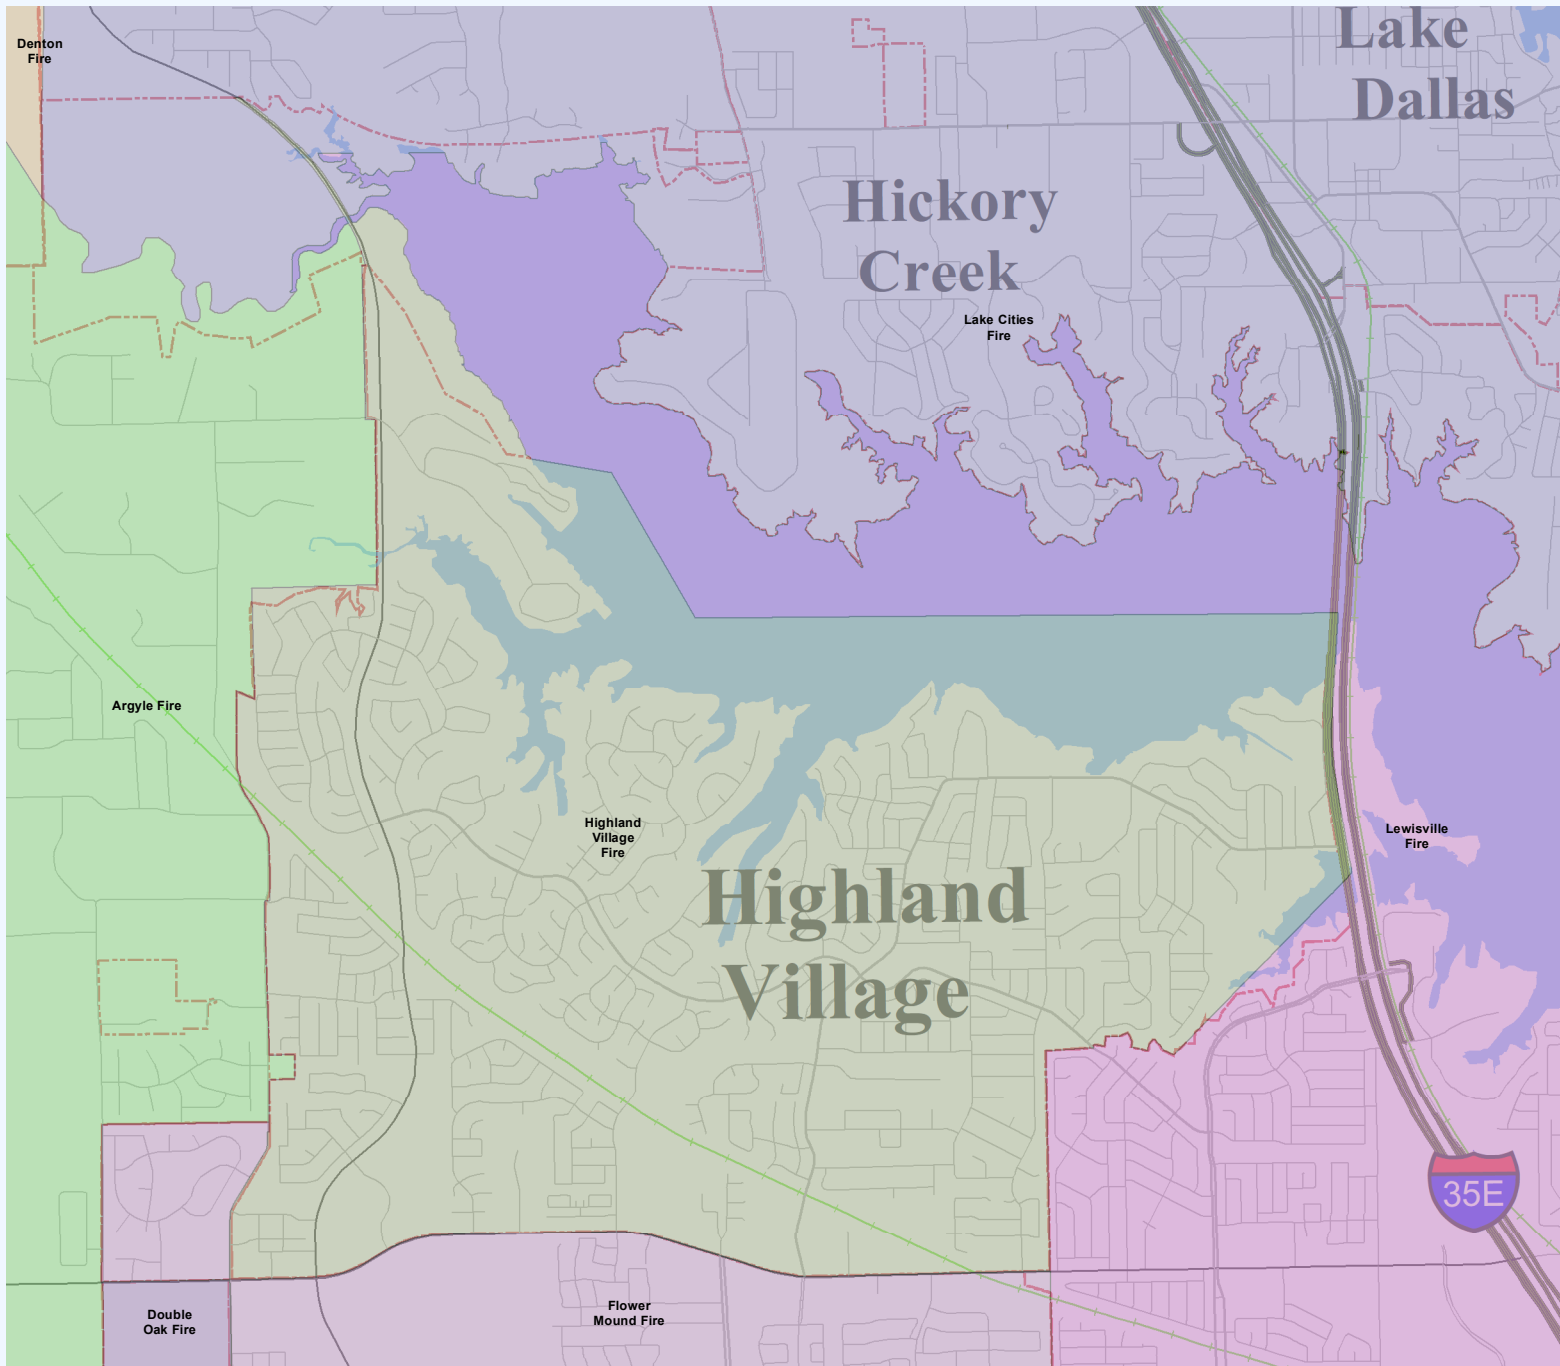 Lake
Dallas
Denton
Fire
Hickory
Creek
Lake Cities
Fire
Argyle Fire
Highland
Village
Fire
Lewisville
Fire
Highland
Village
35E
Double
Oak Fire
Flower
Mound Fire